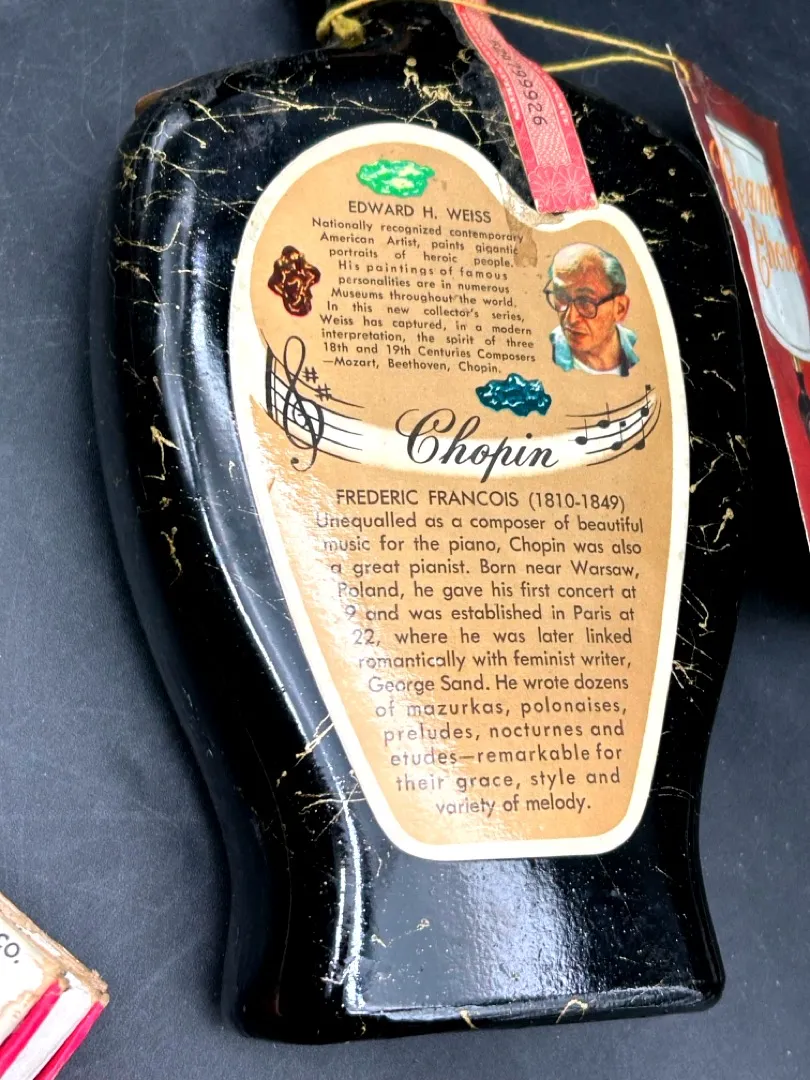 99926
Beam's
EDWARD H. WEISS
Nationally recognized contemporary
American Artist, paints gigantic
portraits of heroic people.
His paintings of famous
personalities are in numerous
Museums throughout the world.
In this new collector's series,
Weiss has captured, in a modern
interpretation, the spirit of three
18th and 19th Centuries Composers
—Mozart, Beethoven, Chopin.
Chopin
FREDERIC FRANCOIS (1810-1849)
Unequalled as a composer of beautiful
music for the piano, Chopin was also
a great pianist. Born near Warsaw,
Poland, he gave his first concert at
9 and was established in Paris at
22, where he was later linked
romantically with feminist writer,
George Sand. He wrote dozens
of mazurkas, polonaises,
preludes, nocturnes and
etudes—remarkable for
their grace, style and
variety of melody.
CO.